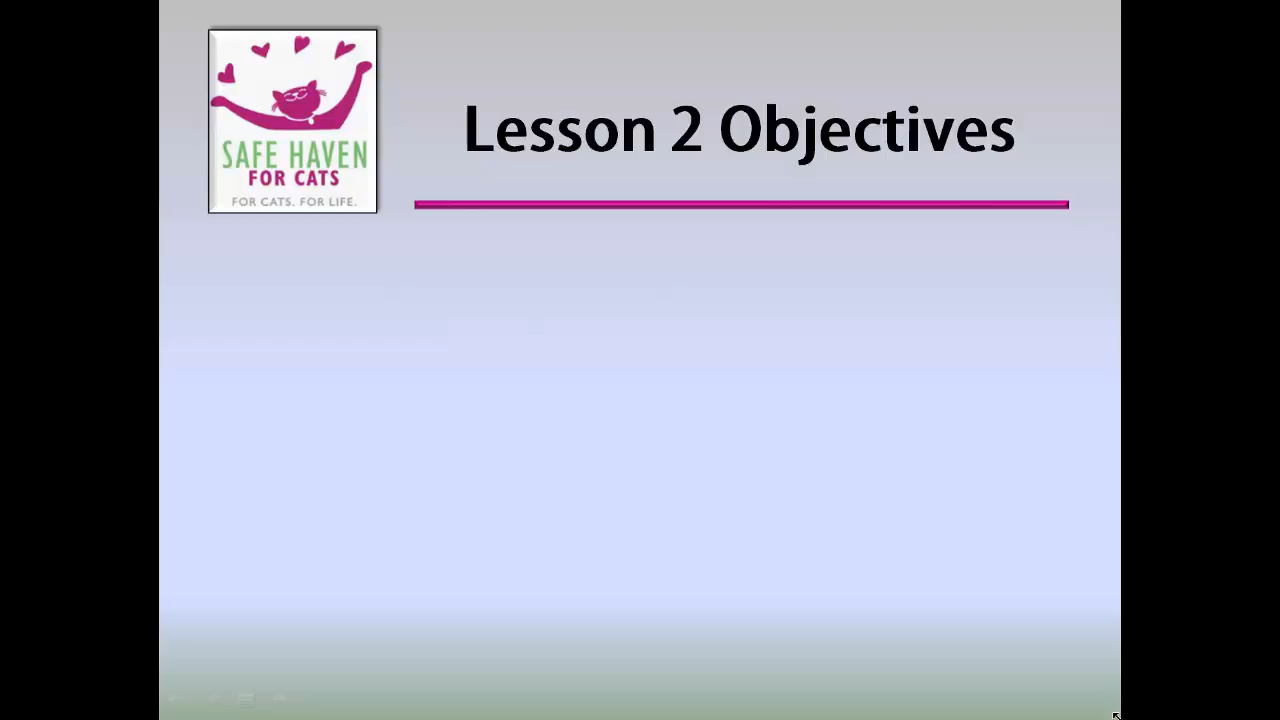 SAFE HAVEN
FOR CATS
FOR CATS. FOR LIFE.
Lesson 2 Objectives